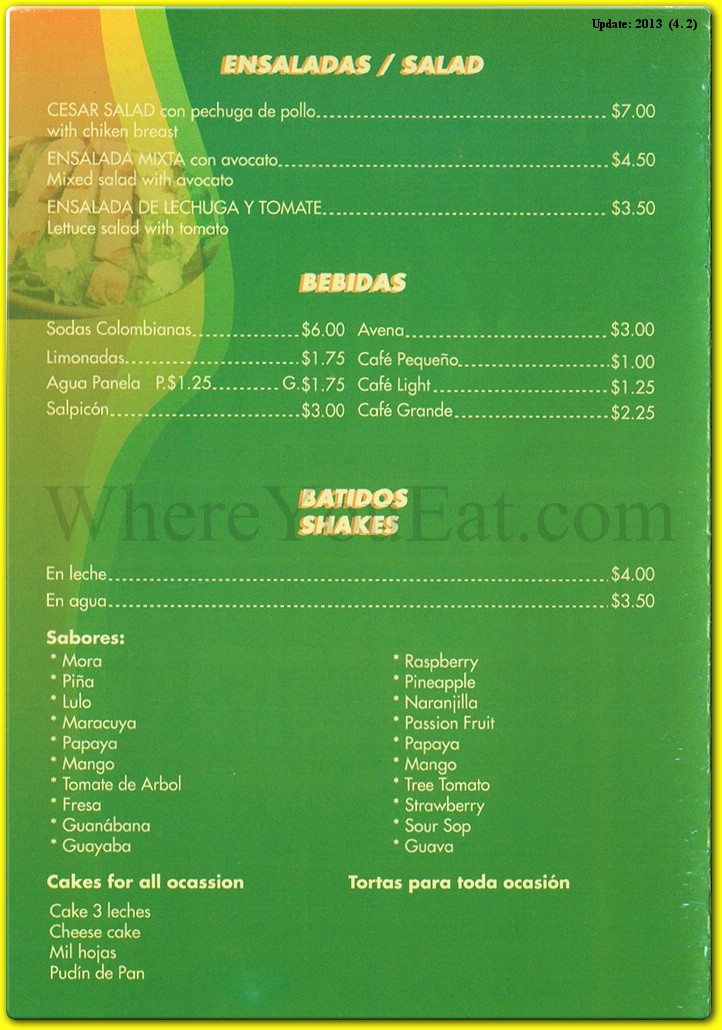 Update: 2013 (4. 2)
ENSALADAS / SALAD
CESAR SALAD con pechuga de pollo $7.00
with chiken breast
ENSALADA MIXTA con avocato $4.50
Mixed salad with avocato
ENSALADA DE LECHUGA Y TOMATE $3.50
Lettuce salad with tomato
BEBIDAS
Sodas Colombianas $6.00 Avena $3.00
Limonadas $1.75 Café Pequeño $1.00
Agua Panela P.$1.25 G.$1.75 Café Light $1.25
Salpicón $3.00 Café Grande $2.25
WhereYouEat.com
BATIDOS
SHAKES
En leche $4.00
En agua $3.50
Sabores:
* Mora * Raspberry
* Piña * Pineapple
* Lulo * Naranjilla
* Maracuya * Passion Fruit
* Papaya * Papaya
* Mango * Mango
* Tomate de Arbol * Tree Tomato
* Fresa * Strawberry
* Guanábana * Sour Sop
* Guayaba * Guava
Cakes for all ocassion Tortas para toda ocasión
Cake 3 leches
Cheese cake
Mil hojas
Pudín de Pan